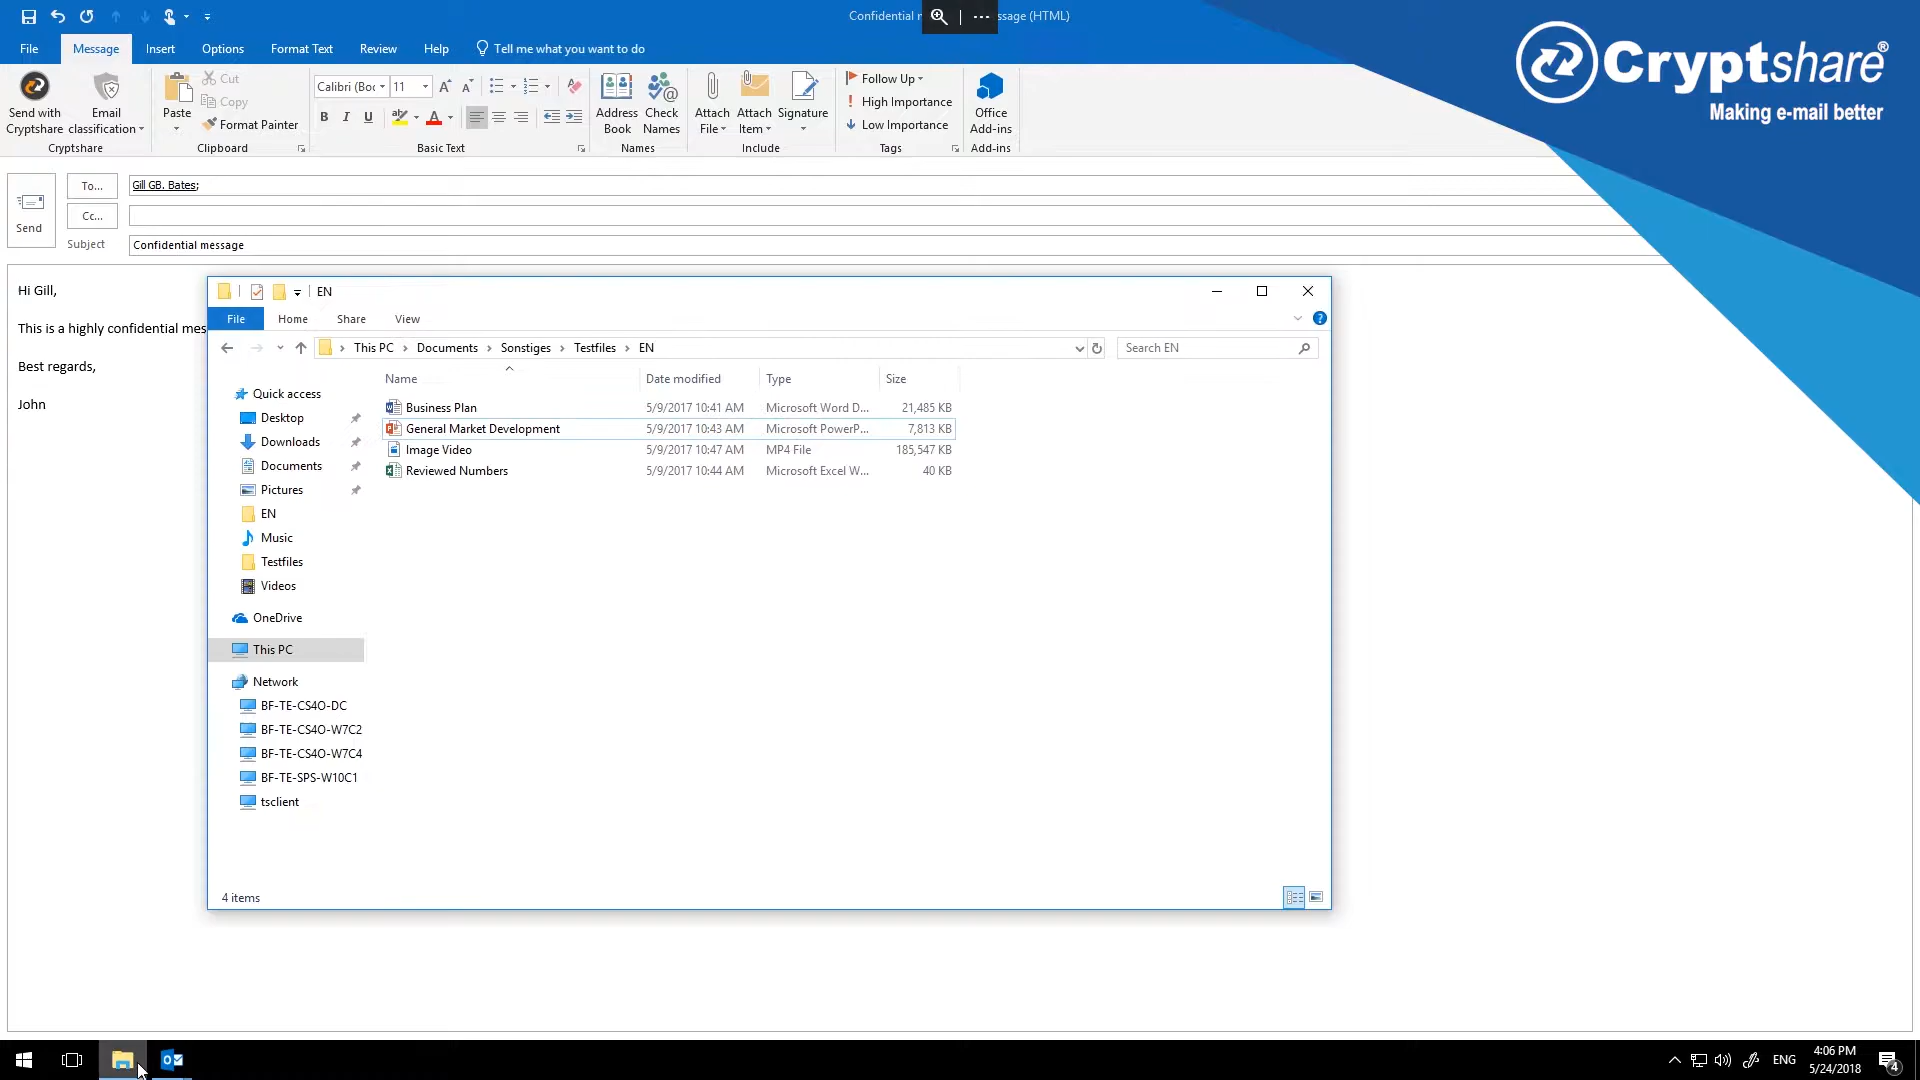 Confidential m
ssage (HTML)
File Message Insert Options Format Text Review Help Tell me what you want to do
Cryptshare®
Making e-mail better
Send with Cryptshare
Email classification
Cryptshare
Paste
Cut
Copy
Format Painter
Clipboard
Calibri (Boc 11
B I U
Basic Text
Address Book
Check Names
Names
Attach File
Attach Item
Signature
Include
Follow Up
High Importance
Low Importance
Tags
Office Add-ins
Add-ins
Send
To... Gill GB. Bates;
Cc...
Subject Confidential message
Hi Gill,
This is a highly confidential mes
Best regards,
John
EN
File Home Share View
This PC Documents Sonstiges Testfiles EN
Search EN
Name Date modified Type Size
Business Plan 5/9/2017 10:41 AM Microsoft Word D... 21,485 KB
General Market Development 5/9/2017 10:43 AM Microsoft PowerP... 7,813 KB
Image Video 5/9/2017 10:47 AM MP4 File 185,547 KB
Reviewed Numbers 5/9/2017 10:44 AM Microsoft Excel W... 40 KB
Quick access
Desktop
Downloads
Documents
Pictures
EN
Music
Testfiles
Videos
OneDrive
This PC
Network
BF-TE-CS4O-DC
BF-TE-CS4O-W7C2
BF-TE-CS4O-W7C4
BF-TE-SPS-W10C1
tsclient
4 items
ENG
4:06 PM
5/24/2018
4